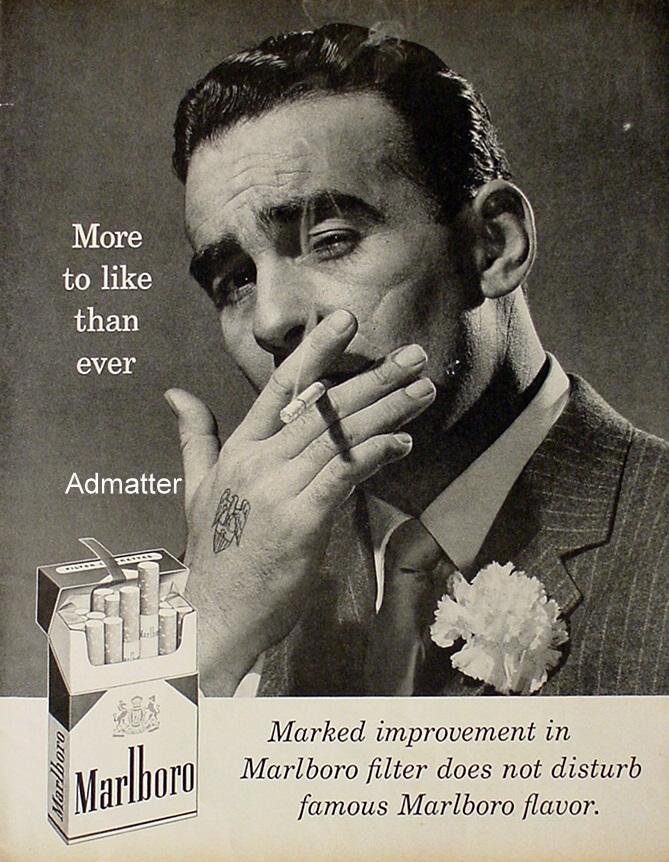 More
to like
than
ever
Admatter
Marlboro
Marlboro
Marlboro
Marked improvement in
Marlboro filter does not disturb
famous Marlboro flavor.